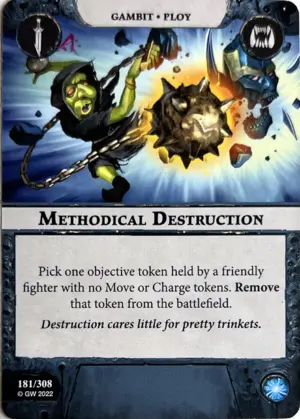 GAMBIT • PLOY
METHODICAL DESTRUCTION
Pick one objective token held by a friendly
fighter with no Move or Charge tokens. Remove
that token from the battlefield.
Destruction cares little for pretty trinkets.
181/308
© GW 2022